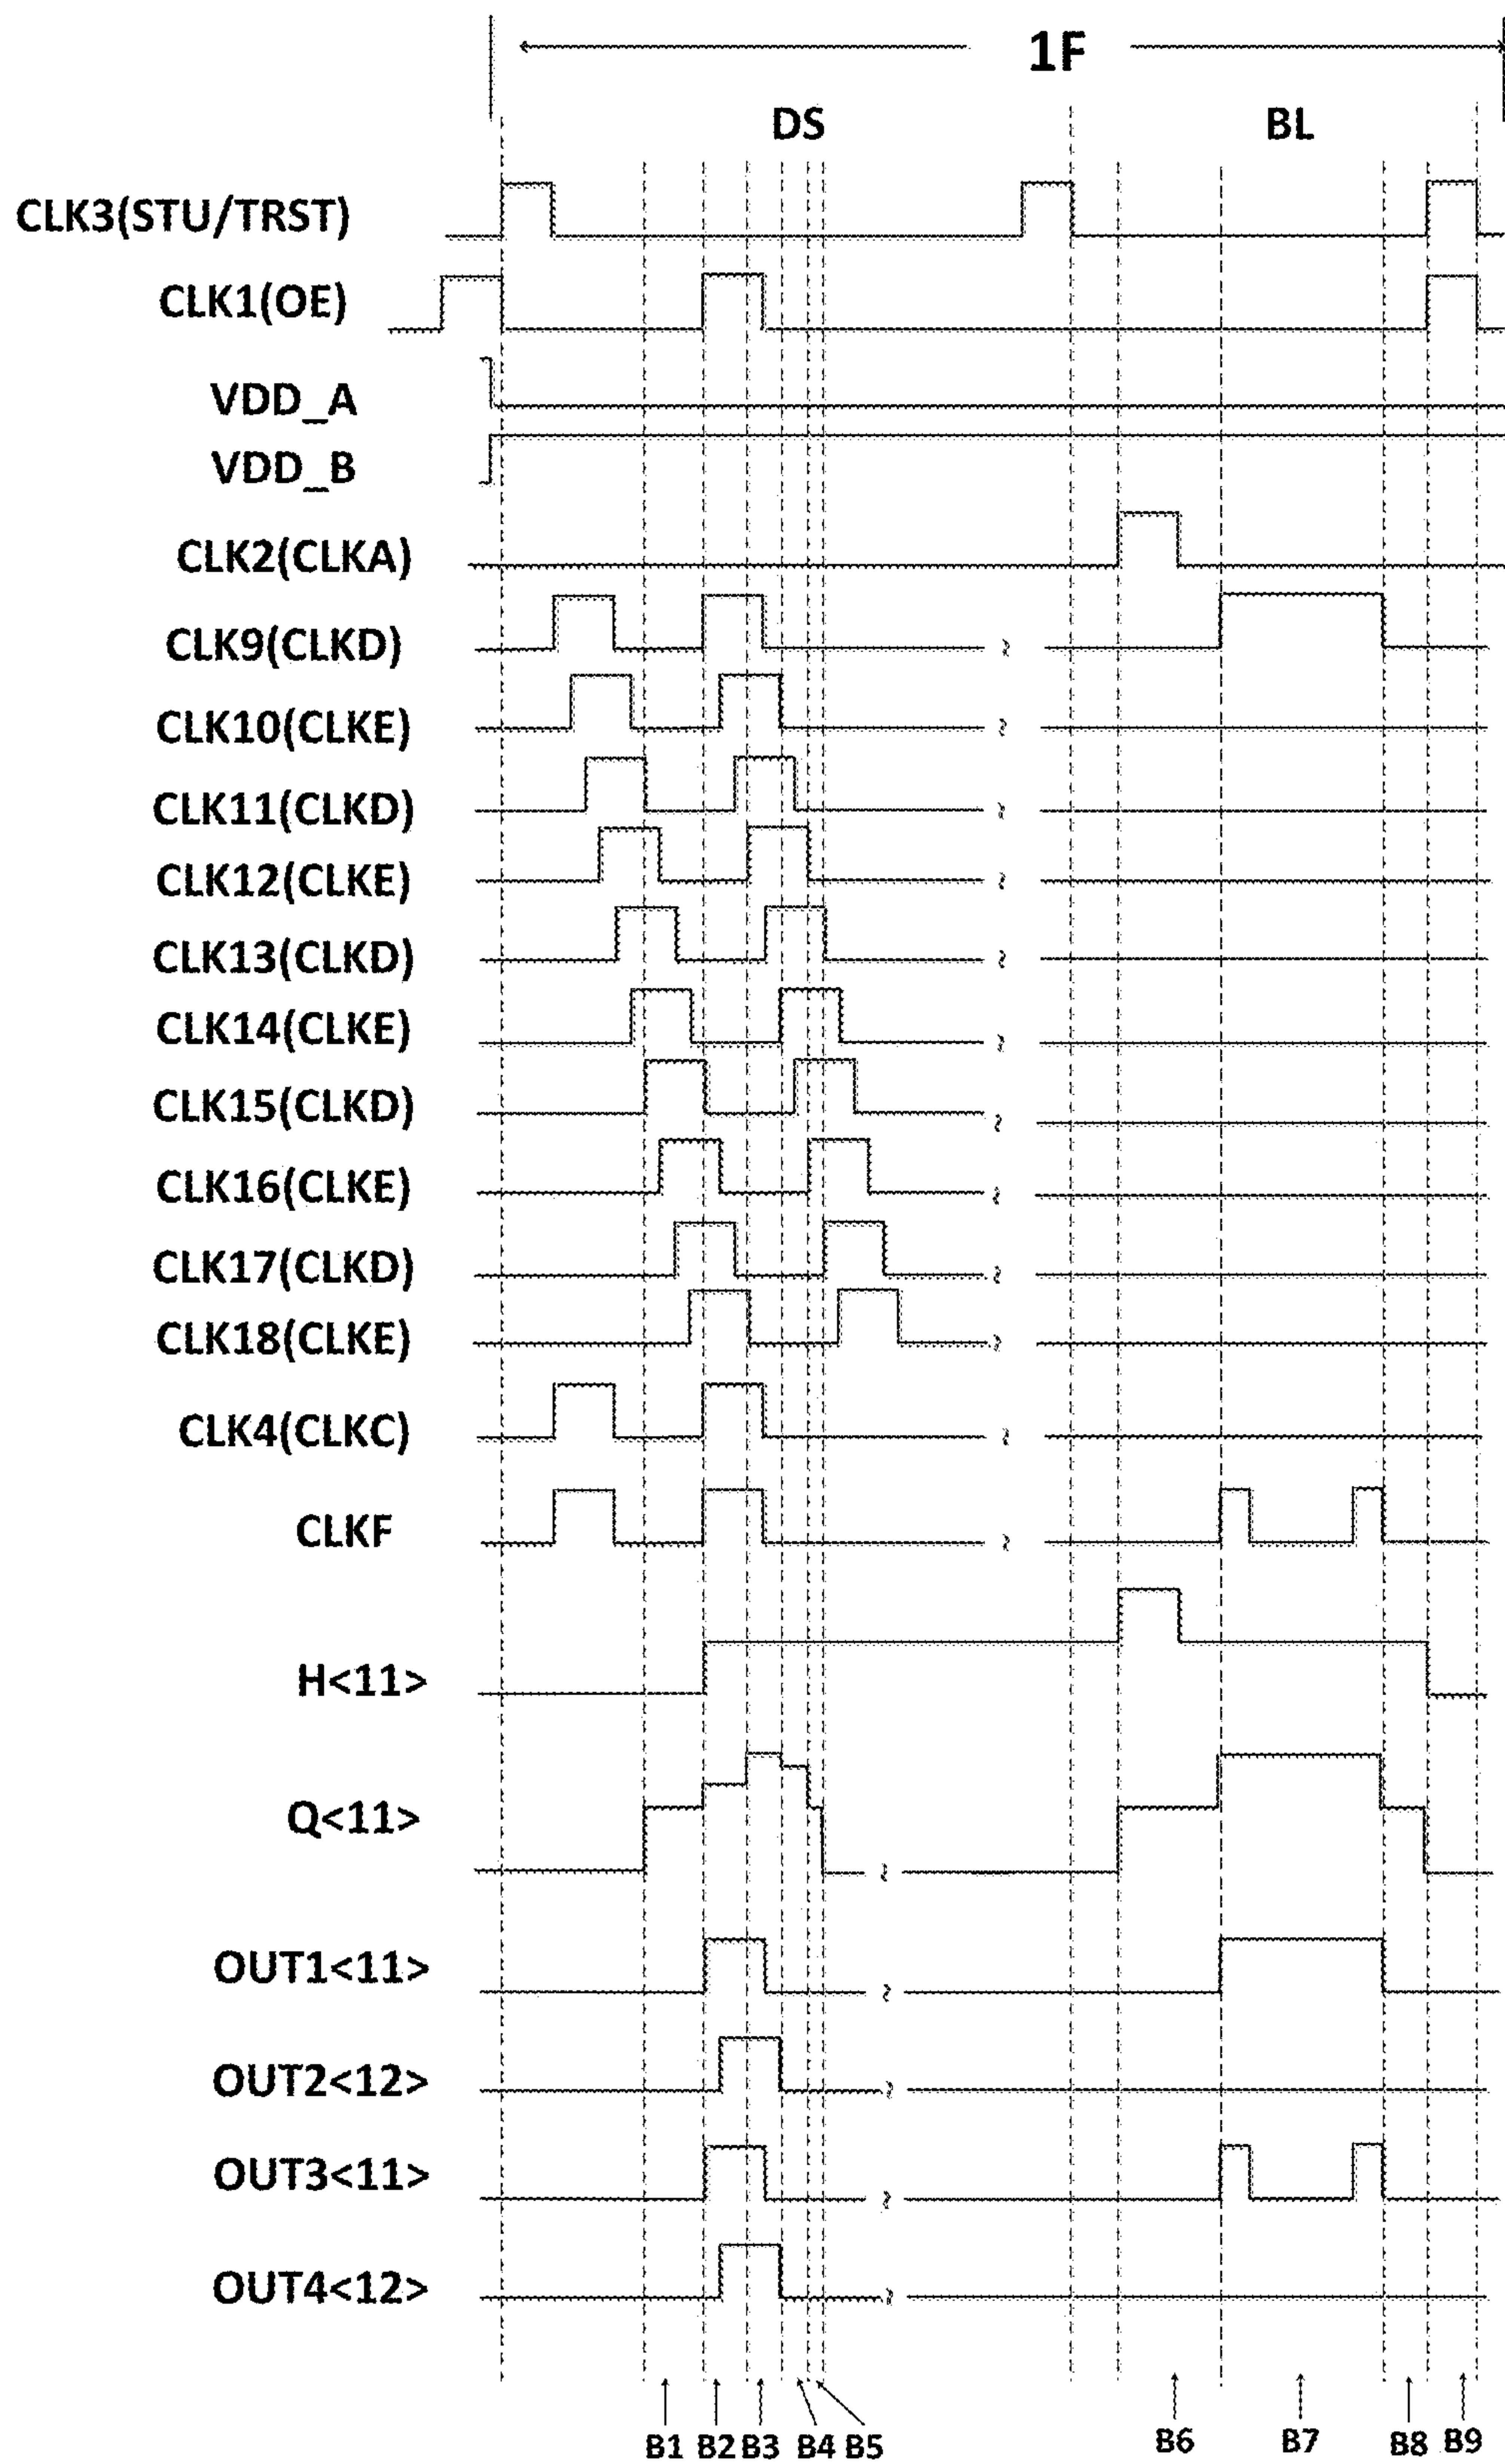 1F
DS BL
CLK3(STU/TRST)
CLK1(OE)
VDD_A
VDD_B
CLK2(CLKA)
CLK9(CLKD)
CLK10(CLKE)
CLK11(CLKD)
CLK12(CLKE)
CLK13(CLKD)
CLK14(CLKE)
CLK15(CLKD)
CLK16(CLKE)
CLK17(CLKD)
CLK18(CLKE)
CLK4(CLKC)
CLKF
H<11>
Q<11>
OUT1<11>
OUT2<12>
OUT3<11>
OUT4<12>
B1 B2 B3 B4 B5 B6 B7 B8 B9